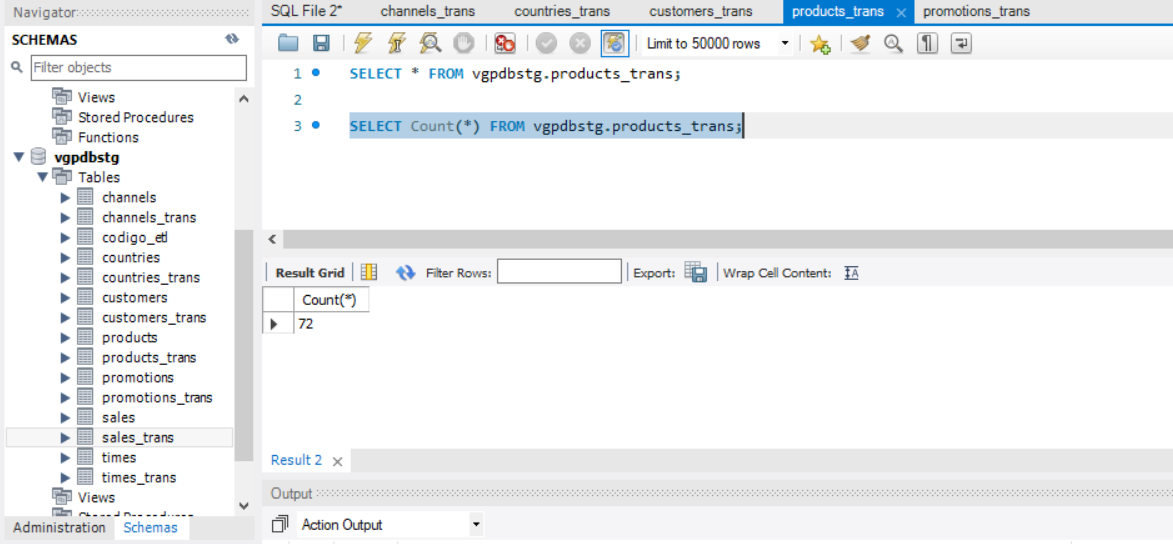 Navigator:
SCHEMAS
Filter objects
Views
Stored Procedures
Functions
vgpdbstg
Tables
channels
channels_trans
codigo_etl
countries
countries_trans
customers
customers_trans
products
products_trans
promotions
promotions_trans
sales
sales_trans
times
times_trans
Views
Stored Procedures
Administration Schemas
SQL File 2* channels_trans countries_trans customers_trans products_trans promotions_trans
Limit to 50000 rows
1 SELECT * FROM vgpdbstg.products_trans;
2
3 SELECT Count(*) FROM vgpdbstg.products_trans;
Result Grid Filter Rows: Export: Wrap Cell Content: IA
Count(*)
72
Result 2
Output
Action Output